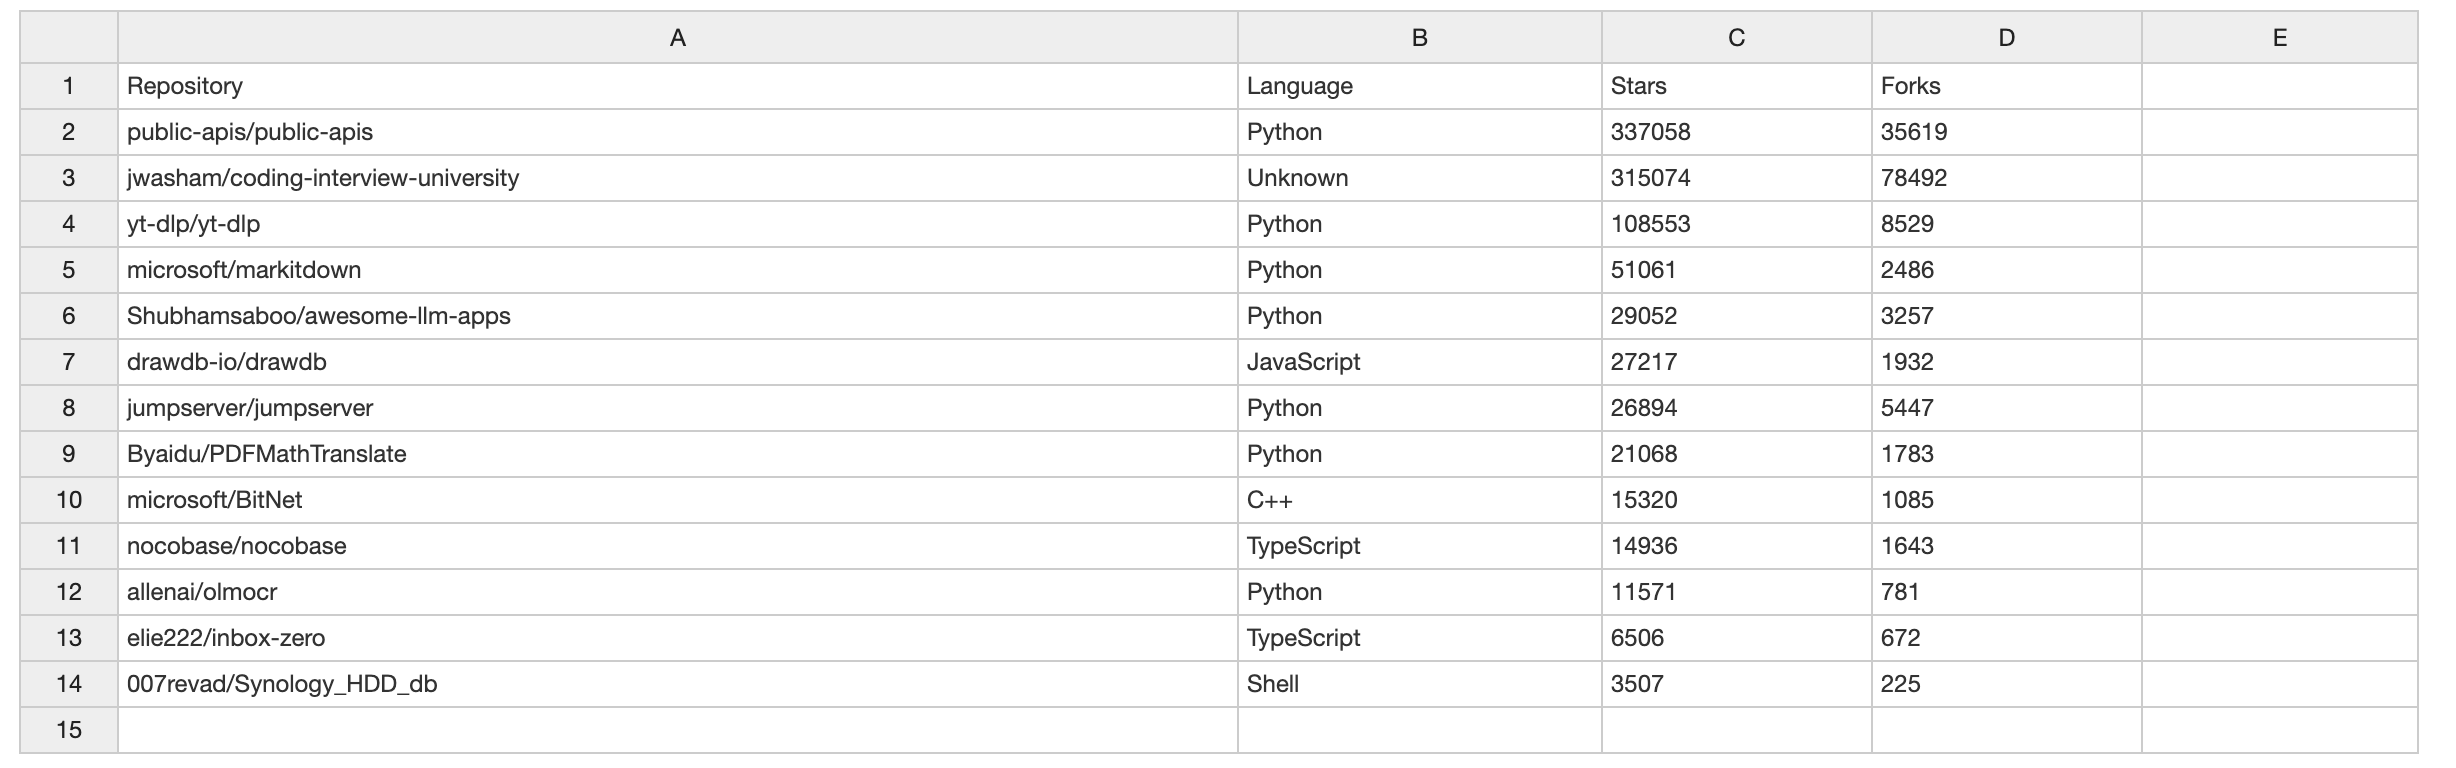 A B C D E
1 Repository Language Stars Forks
2 public-apis/public-apis Python 337058 35619
3 jwasham/coding-interview-university Unknown 315074 78492
4 yt-dlp/yt-dlp Python 108553 8529
5 microsoft/markitdown Python 51061 2486
6 Shubhamsaboo/awesome-llm-apps Python 29052 3257
7 drawdb-io/drawdb JavaScript 27217 1932
8 jumpserver/jumpserver Python 26894 5447
9 Byaidu/PDFMathTranslate Python 21068 1783
10 microsoft/BitNet C++ 15320 1085
11 nocobase/nocobase TypeScript 14936 1643
12 allenai/olmocr Python 11571 781
13 elie222/inbox-zero TypeScript 6506 672
14 007revad/Synology_HDD_db Shell 3507 225
15